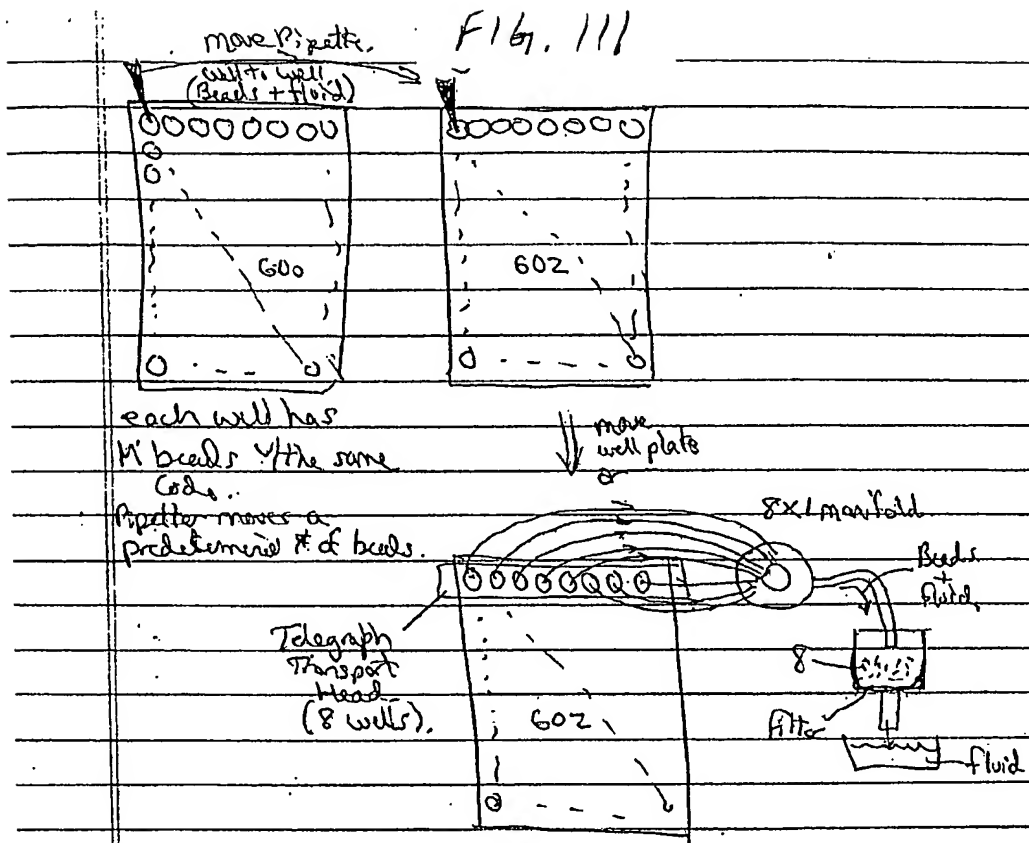 FIG. 111
move Pipette.
well to well
(Beads + fluid)
600
602
each well has
M beads w/the same
Code..
Pipetter moves a
predetermined # of beads.
move
well plate
or
8x1 manifold
Beads
+
fluid
Telegraph
Transport
Head
(8 wells).
602
8
filter
fluid